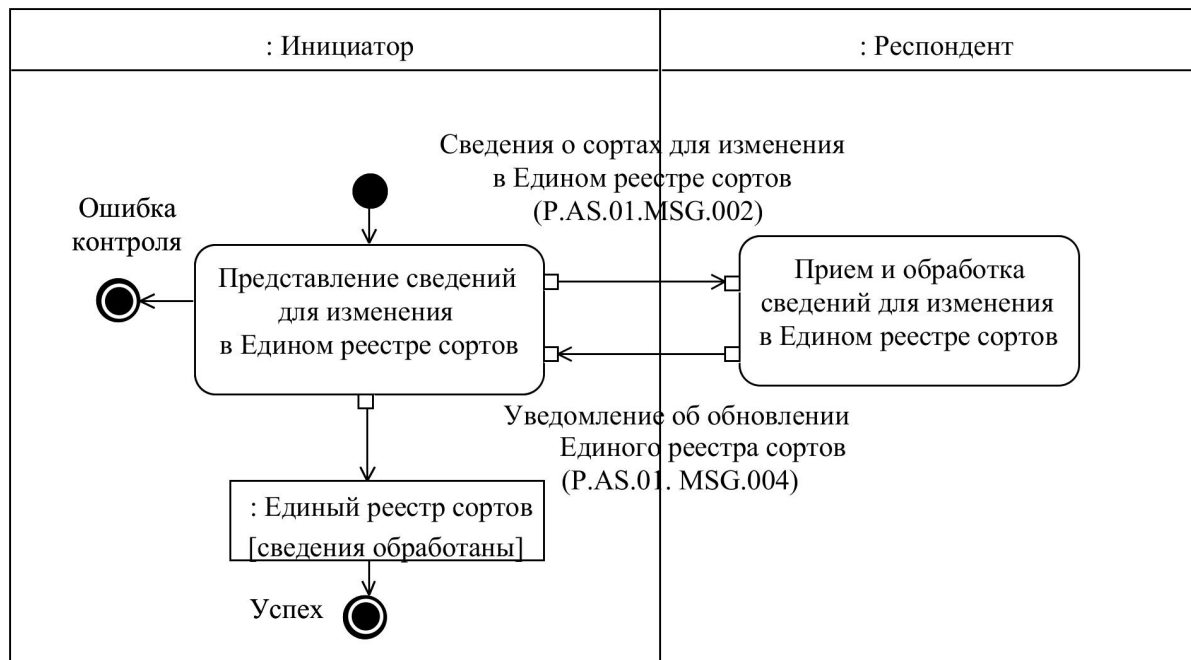 : Инициатор
: Респондент
Сведения о сортах для изменения
в Едином реестре сортов
(P.AS.01.MSG.002)
Ошибка
контроля
Представление сведений
для изменения
в Едином реестре сортов
Прием и обработка
сведений для изменения
в Едином реестре сортов
Уведомление об обновлении
Единого реестра сортов
(P.AS.01. MSG.004)
: Единый реестр сортов
[сведения обработаны]
Успех